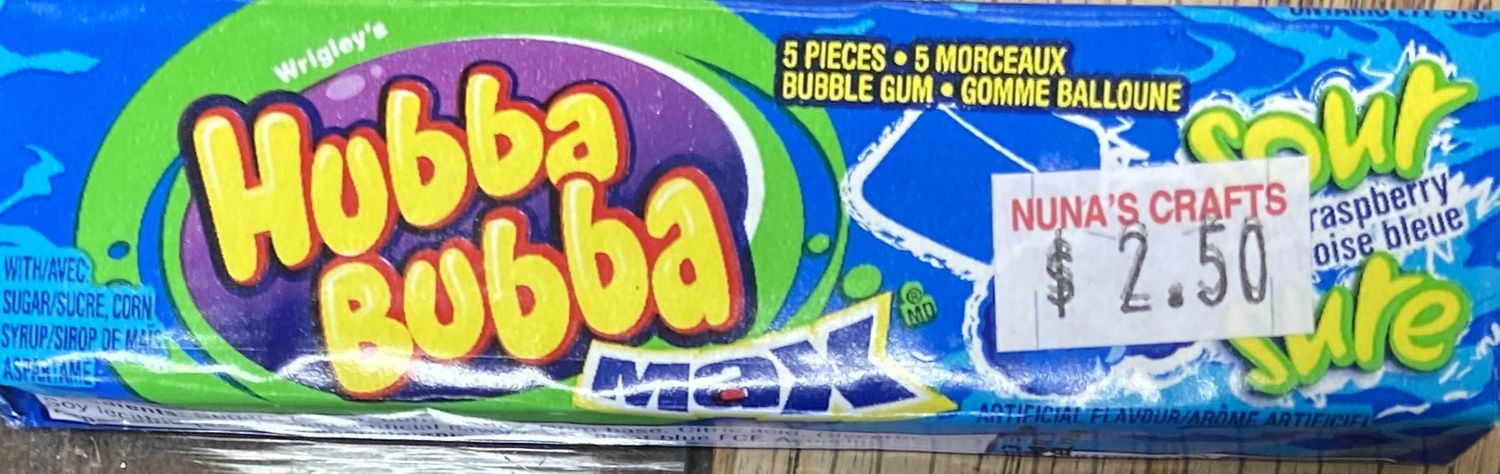 Wrigley's
Hubba
Bubba
MaX
® MD
5 PIECES • 5 MORCEAUX
BUBBLE GUM • GOMME BALLOUNE
sour
raspberry
bleue
sure
NUNA'S CRAFTS
$ 2.50
WITH/AVEC:
SUGAR/SUCRE, CORN
SYRUP/SIROP DE MAÏS
ASPARTAME
ARTIFICIAL FLAVOUR/ARÔME ARTIFICIEL